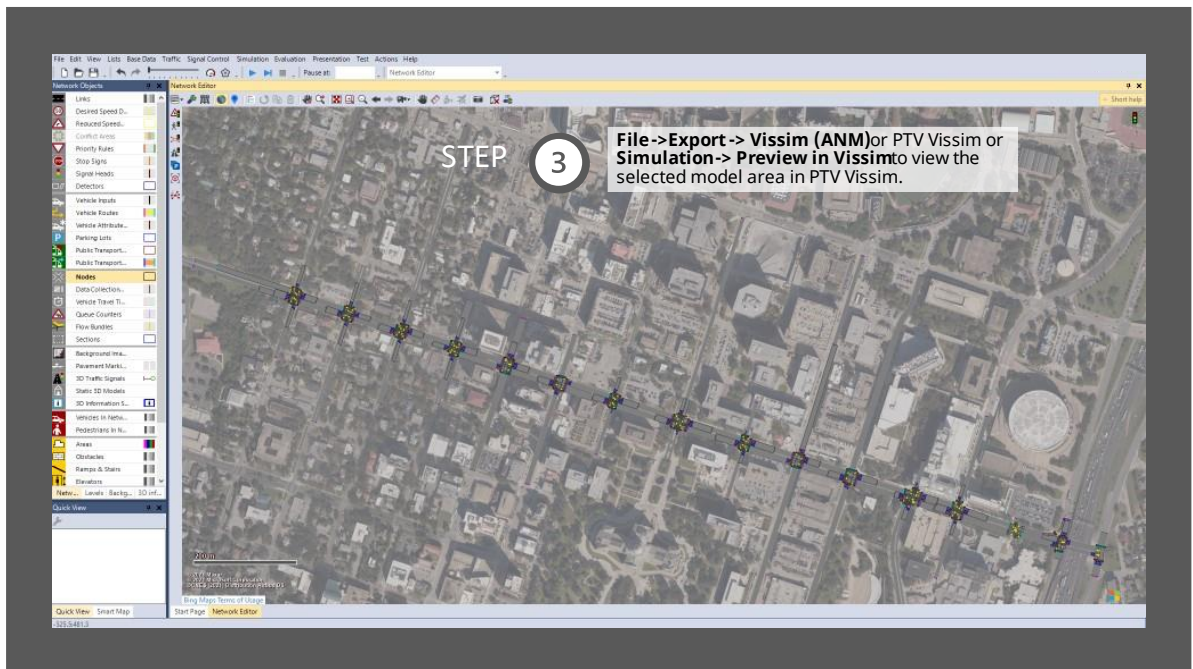 File Edit View Lists Base Data Traffic Signal Control Simulation Evaluation Presentation Test Actions Help
Pause at: Network Editor
Network Objects
Network Editor
Short help
Links
Desired Speed D...
Reduced Speed...
Conflict Areas
Priority Rules
Stop Signs
Signal Heads
Detectors
Vehicle Inputs
Vehicle Routes
Vehicle Attribute...
Parking Lots
Public Transport...
Public Transport...
Nodes
Data Collection...
Vehicle Travel Ti...
Queue Counters
Flow Bundles
Sections
Background Ima...
Pavement Marki...
3D Traffic Signals
Static 3D Models
3D Information S...
Vehicles In Netw...
Pedestrians In N...
Areas
Obstacles
Ramps & Stairs
Elevators
Netw... Levels Backg... 3D inf...
Quick View
Quick View Smart Map
STEP 3
File->Export-> Vissim (ANM)or PTV Vissim or
Simulation-> Preview in Vissimto view the
selected model area in PTV Vissim.
200 m
Bing Maps Terms of Usage
Start Page Network Editor